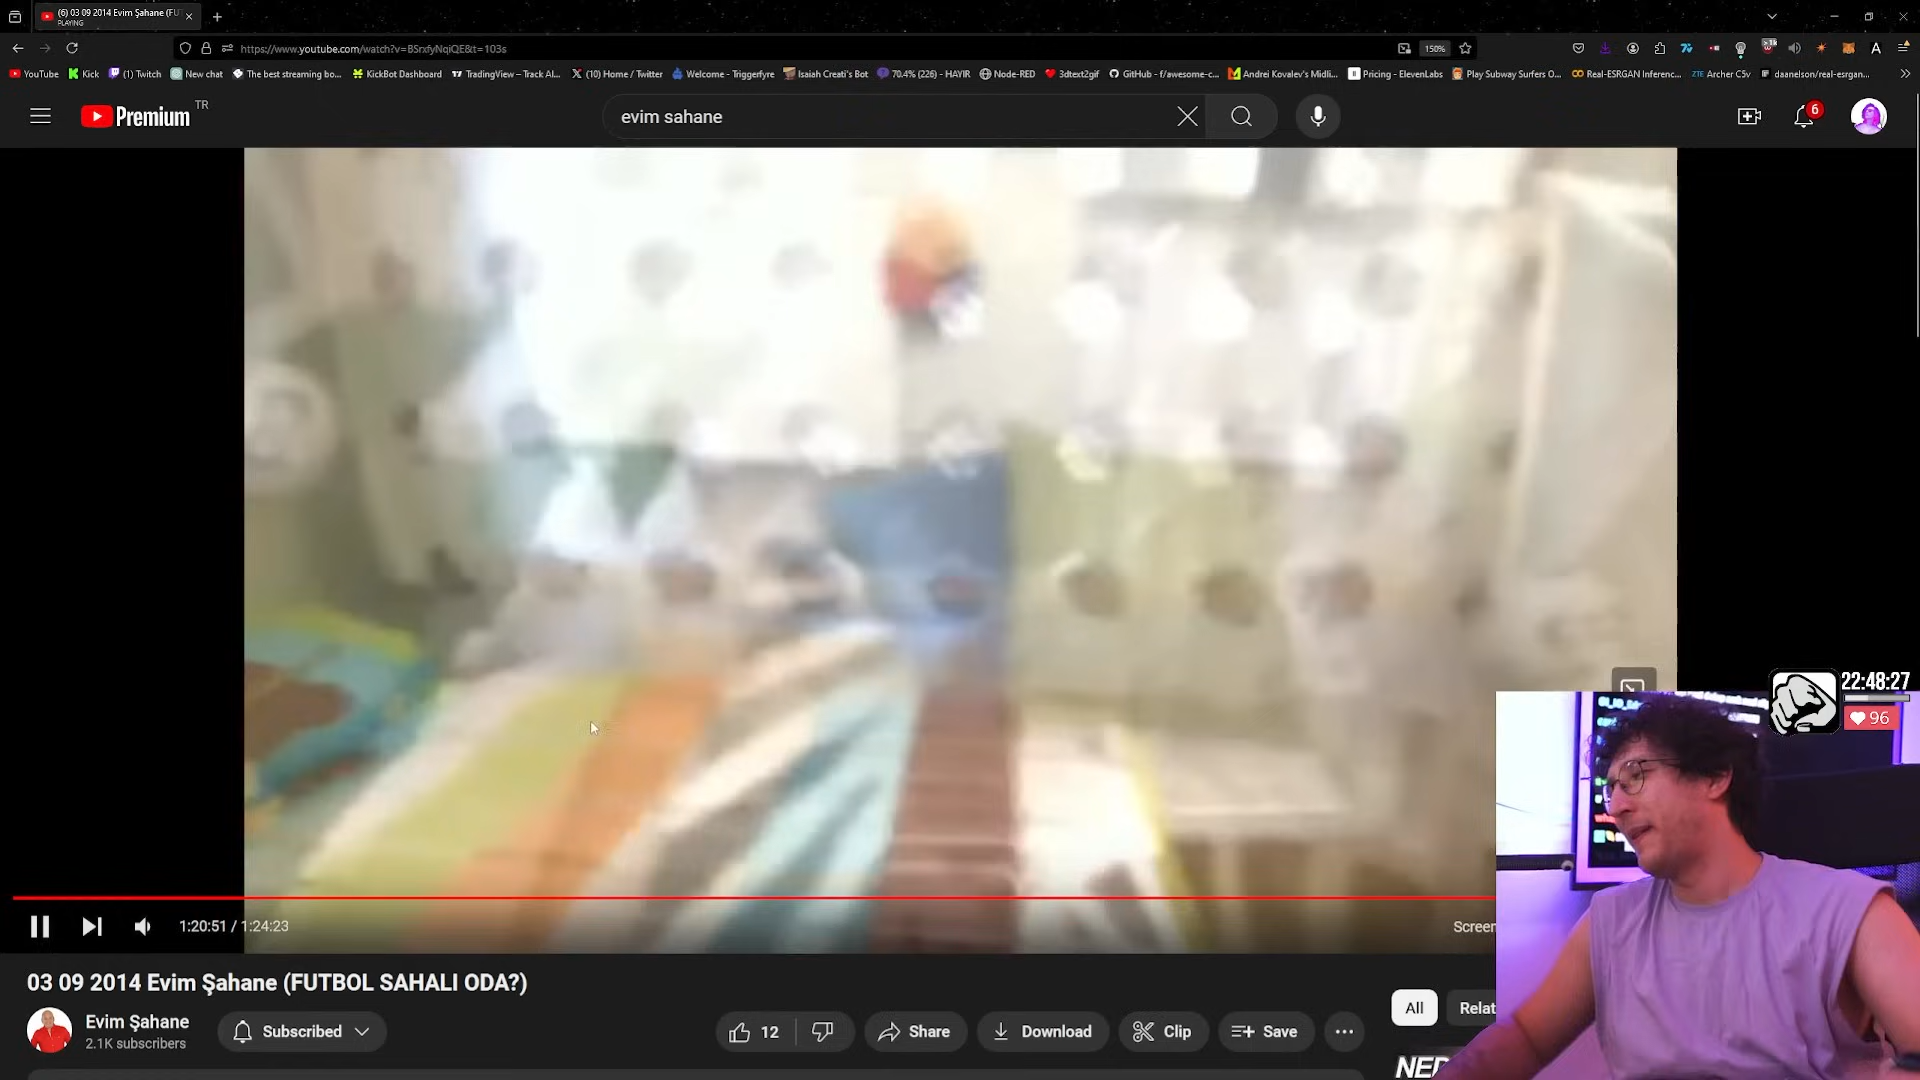 (6) 03 09 2014 Evim Şahane (FU
PLAYING
https://www.youtube.com/watch?v=BSrxfyNqiQE&t=103s
150%
YouTube
Kick
(1) Twitch
New chat
The best streaming bo...
KickBot Dashboard
TradingView – Track Al...
(10) Home / Twitter
Welcome - Triggerfyre
Isaiah Creati's Bot
70.4% (226) - HAYIR
Node-RED
3dtext2gif
GitHub - f/awesome-c...
Andrei Kovalev's Midli...
Pricing - ElevenLabs
Play Subway Surfers O...
Real-ESRGAN Inferenc...
ZTE Archer C5v
daanelson/real-esrgan...
Premium TR
evim sahane
6
22:48:27
96
1:20:51 / 1:24:23
Screen
03 09 2014 Evim Şahane (FUTBOL SAHALI ODA?)
Evim Şahane
2.1K subscribers
Subscribed
12
Share
Download
Clip
Save
All
Relat
NED